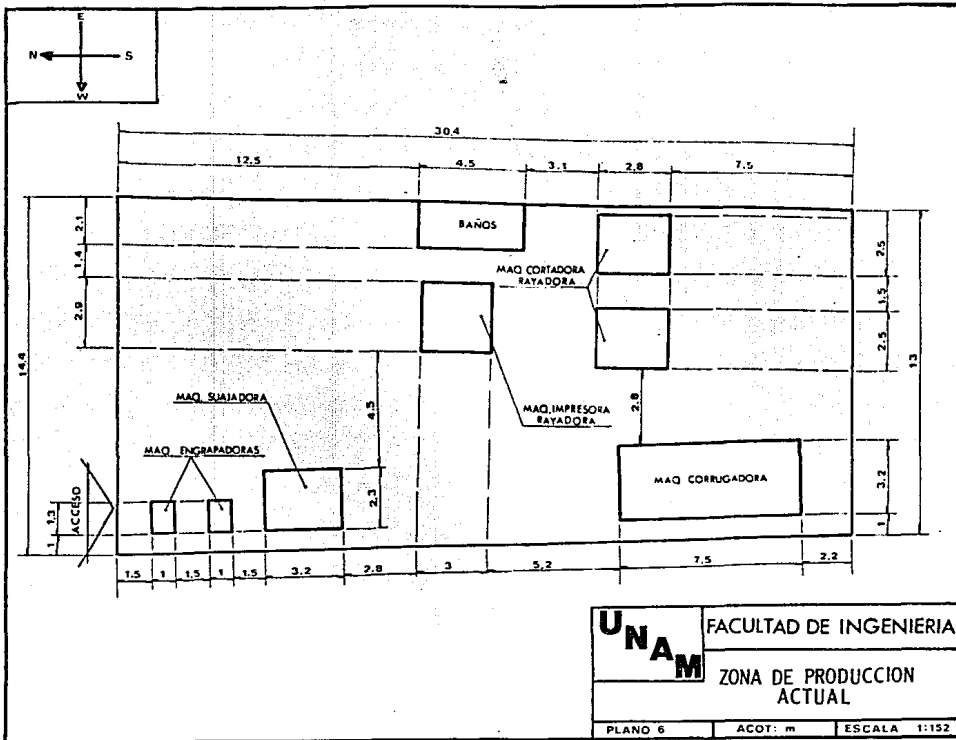 E
N
S
W
30.4
12.5
4.5
3.1
2.8
7.5
BAÑOS
MAQ CORTADORA
RAYADORA
2.1
1.4
2.9
14.4
2.5
1.5
2.5
13
MAQ. SUAJADORA
4.5
MAQ. IMPRESORA
RAYADORA
2.8
MAQ. ENGRAPADORAS
MAQ CORRUGADORA
3.2
1
2.3
ACCESO
1.3
1
1.5
1
1.5
1
1.5
3.2
2.8
3
5.2
7.5
2.2
UNAM
FACULTAD DE INGENIERIA
ZONA DE PRODUCCION
ACTUAL
PLANO 6
ACOT: m
ESCALA 1:152